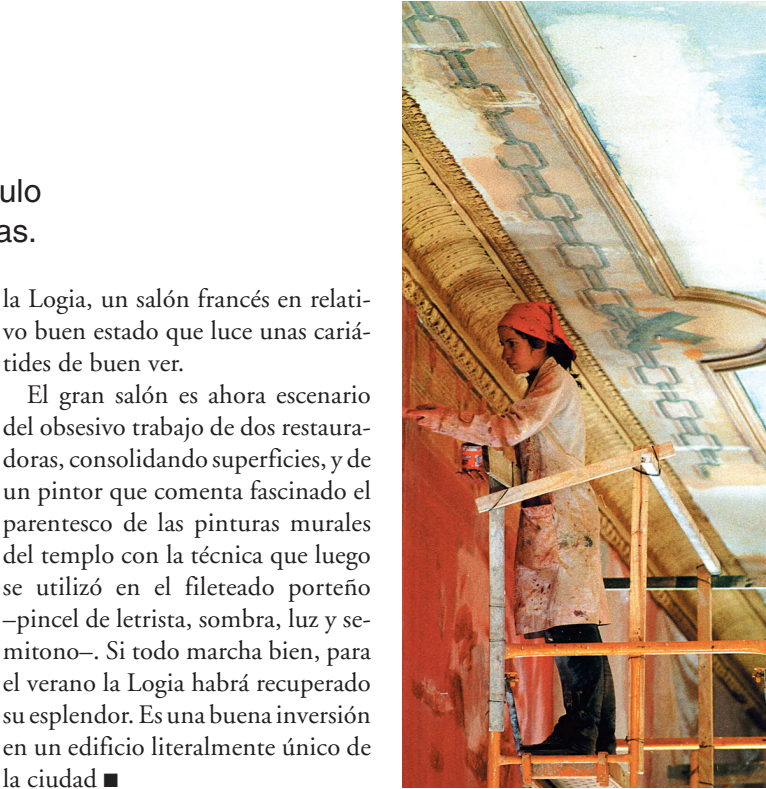 ulo
as.
la Logia, un salón francés en relati-
vo buen estado que luce unas cariá-
tides de buen ver.
El gran salón es ahora escenario
del obsesivo trabajo de dos restaura-
doras, consolidando superficies, y de
un pintor que comenta fascinado el
parentesco de las pinturas murales
del templo con la técnica que luego
se utilizó en el fileteado porteño
–pincel de letrista, sombra, luz y se-
mitono–. Si todo marcha bien, para
el verano la Logia habrá recuperado
su esplendor. Es una buena inversión
en un edificio literalmente único de
la ciudad ■